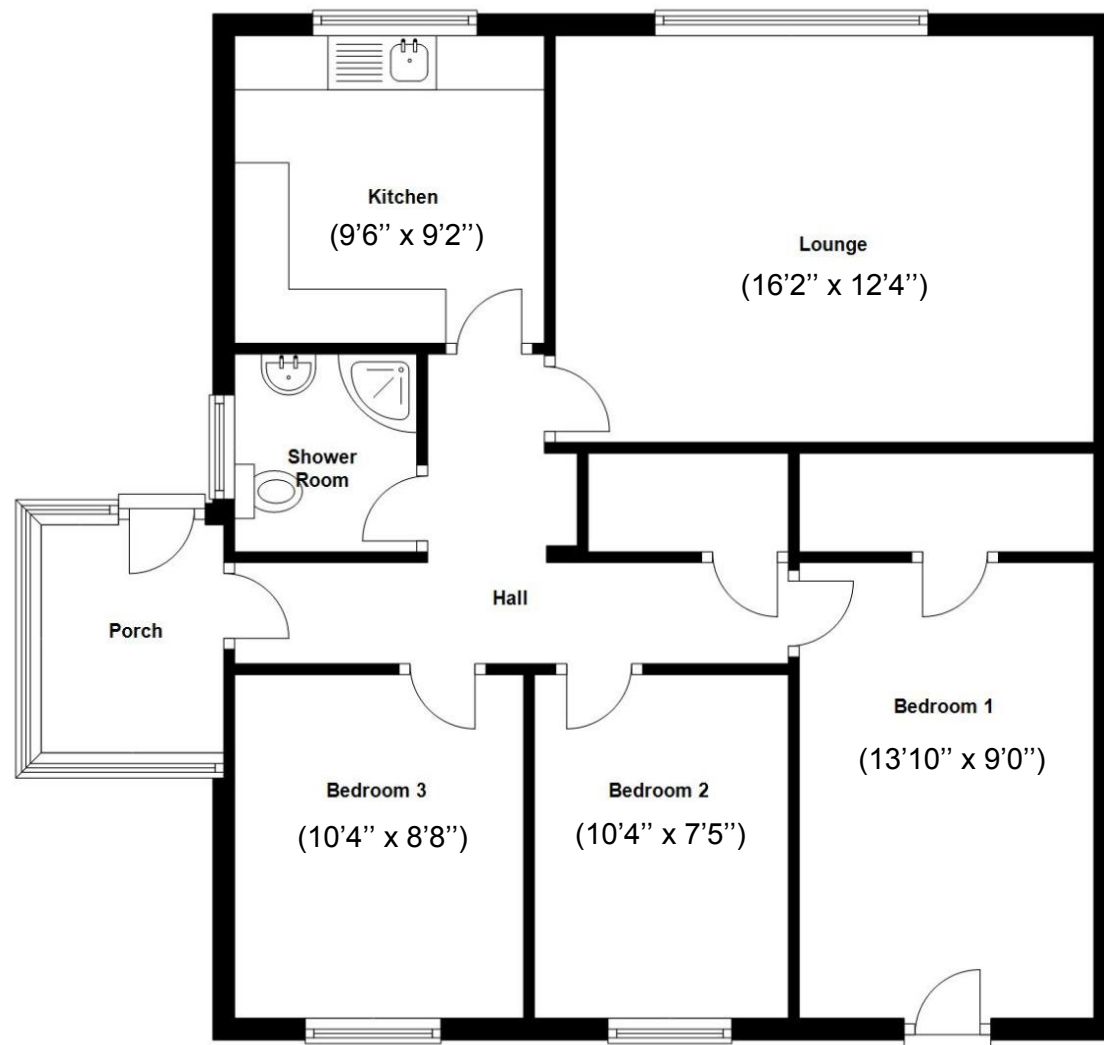 Kitchen
(9’6’’ x 9’2’’)
Lounge
(16’2’’ x 12’4’’)
Shower
Room
Hall
Porch
Bedroom 1
(13’10’’ x 9’0’’)
Bedroom 3
(10’4’’ x 8’8’’)
Bedroom 2
(10’4’’ x 7’5’’)